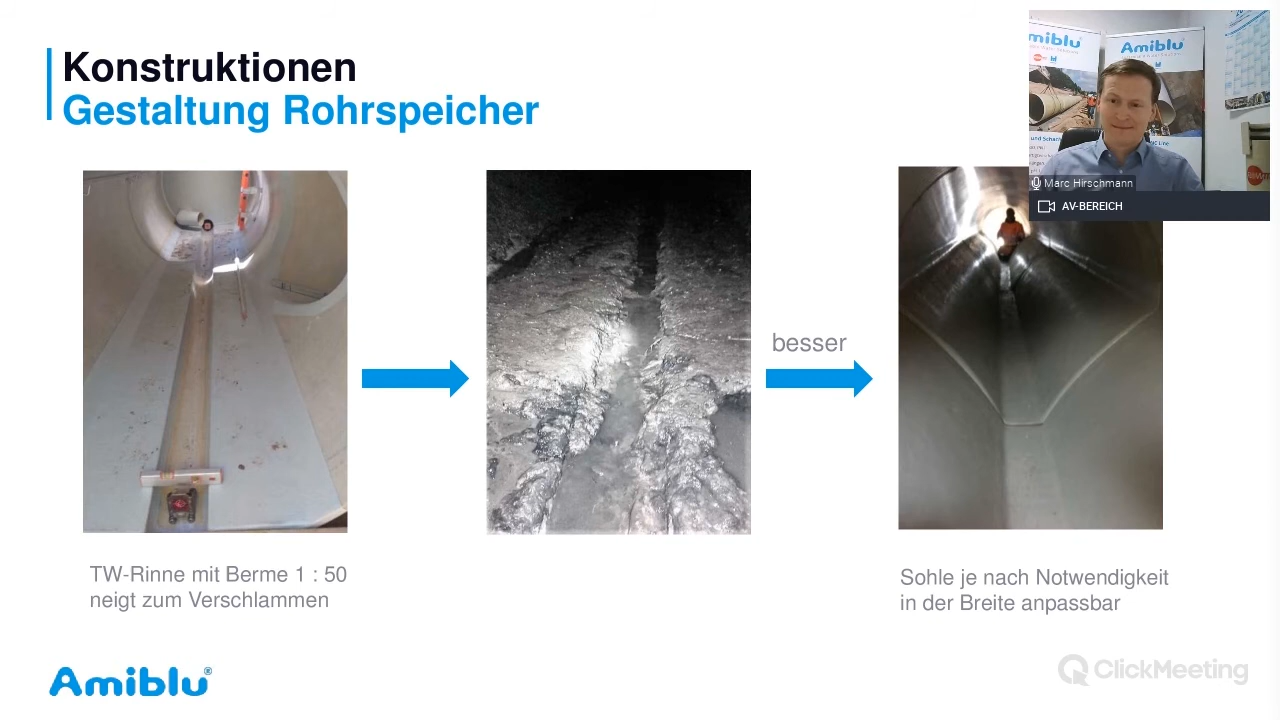 Konstruktionen
Gestaltung Rohrspeicher
miblu
Amiblu
Marc Hirschmann
AV-BEREICH
besser
TW-Rinne mit Berme 1 : 50
neigt zum Verschlammen
Sohle je nach Notwendigkeit
in der Breite anpassbar
Amiblu®
ClickMeeting